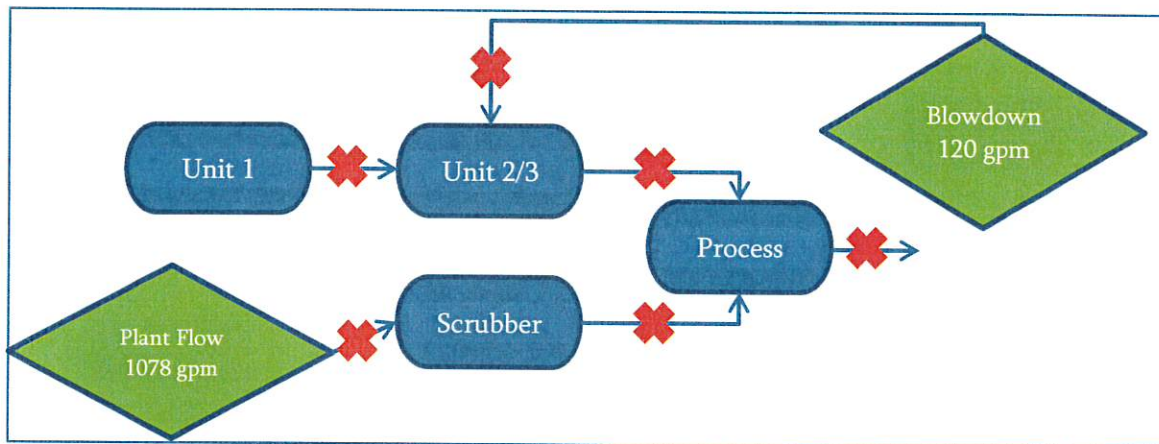 Blowdown
120 gpm
Unit 1
Unit 2/3
Process
Plant Flow
1078 gpm
Scrubber